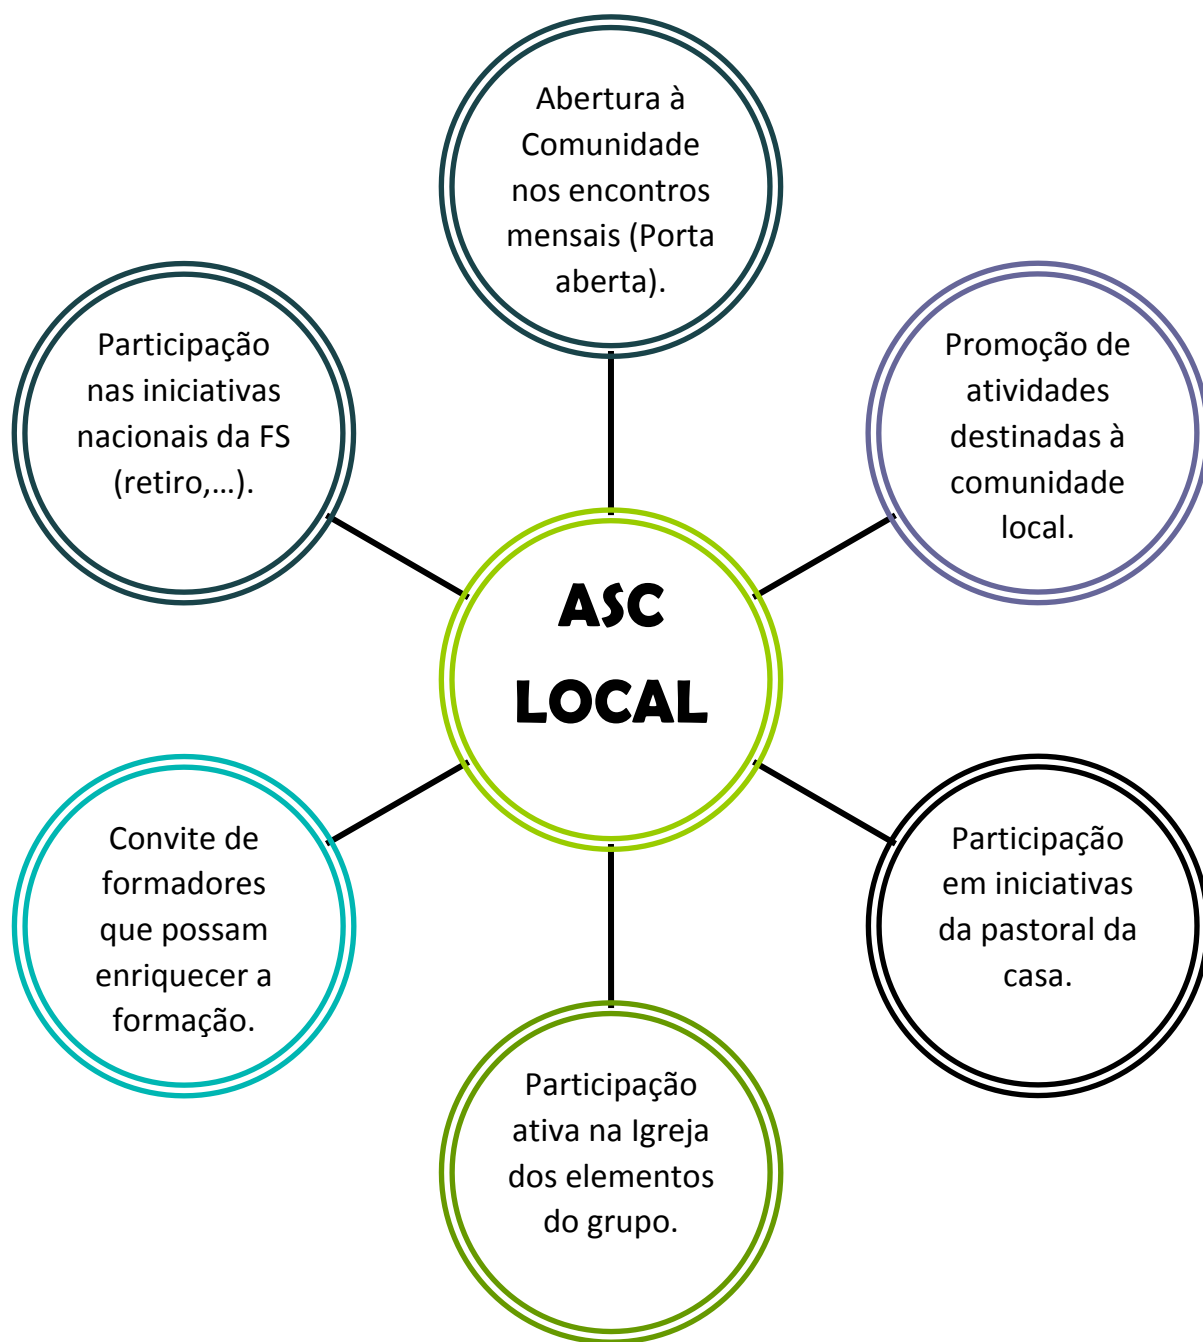 Abertura à
Comunidade
nos encontros
mensais (Porta
aberta).
Participação
nas iniciativas
nacionais da FS
(retiro,…).
Promoção de
atividades
destinadas à
comunidade
local.
ASC
LOCAL
Convite de
formadores
que possam
enriquecer a
formação.
Participação
em iniciativas
da pastoral da
casa.
Participação
ativa na Igreja
dos elementos
do grupo.